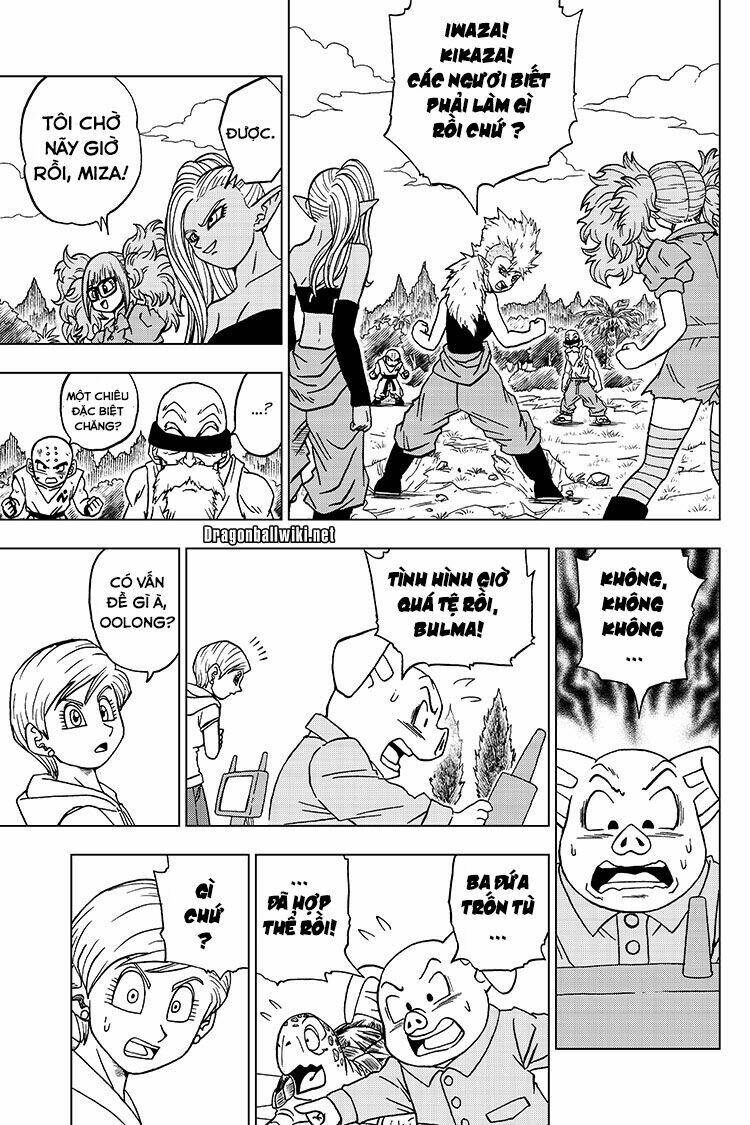 IWAZA!
KIKAZA!
CÁC NGƯƠI BIẾT
PHẢI LÀM GÌ
RỒI CHỨ ?
ĐƯỢC.
TÔI CHỜ
NÃY GIỜ
RỒI, MIZA!
...?
MỘT CHIÊU
ĐẶC BIỆT
CHĂNG?
Dragonballwiki.net
KHÔNG,
KHÔNG
KHÔNG
...
TÌNH HÌNH GIỜ
QUÁ TỆ RỒI,
BULMA!
CÓ VẤN
ĐỀ GÌ À,
OOLONG?
BA ĐỨA
TRỐN TÙ
...
...
ĐÃ HỢP
THỂ RỒI!
GÌ
CHỨ
?